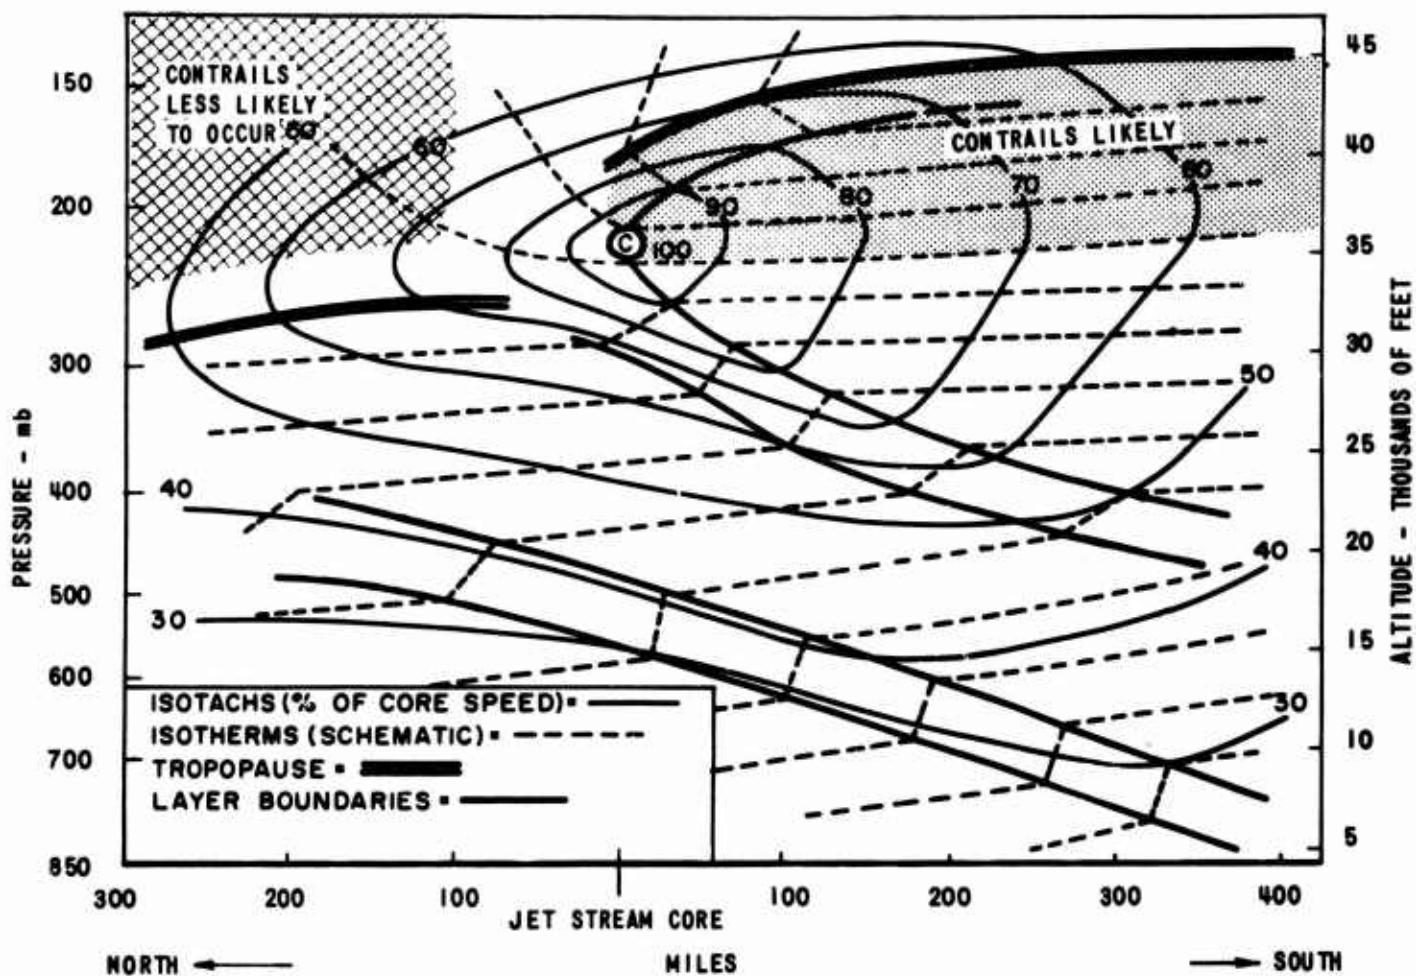 CONTRAILS
LESS LIKELY
TO OCCUR
50
60
CONTRAILS LIKELY
60
70
80
90
C
100
50
40
40
30
30
PRESSURE - mb
150
200
300
400
500
600
700
850
45
40
35
30
25
20
15
10
5
ALTITUDE - THOUSANDS OF FEET
ISOTACHS (% OF CORE SPEED) =
ISOTHERMS (SCHEMATIC) =
TROPOPAUSE =
LAYER BOUNDARIES =
300
200
100
100
200
300
400
JET STREAM CORE
NORTH
MILES
SOUTH